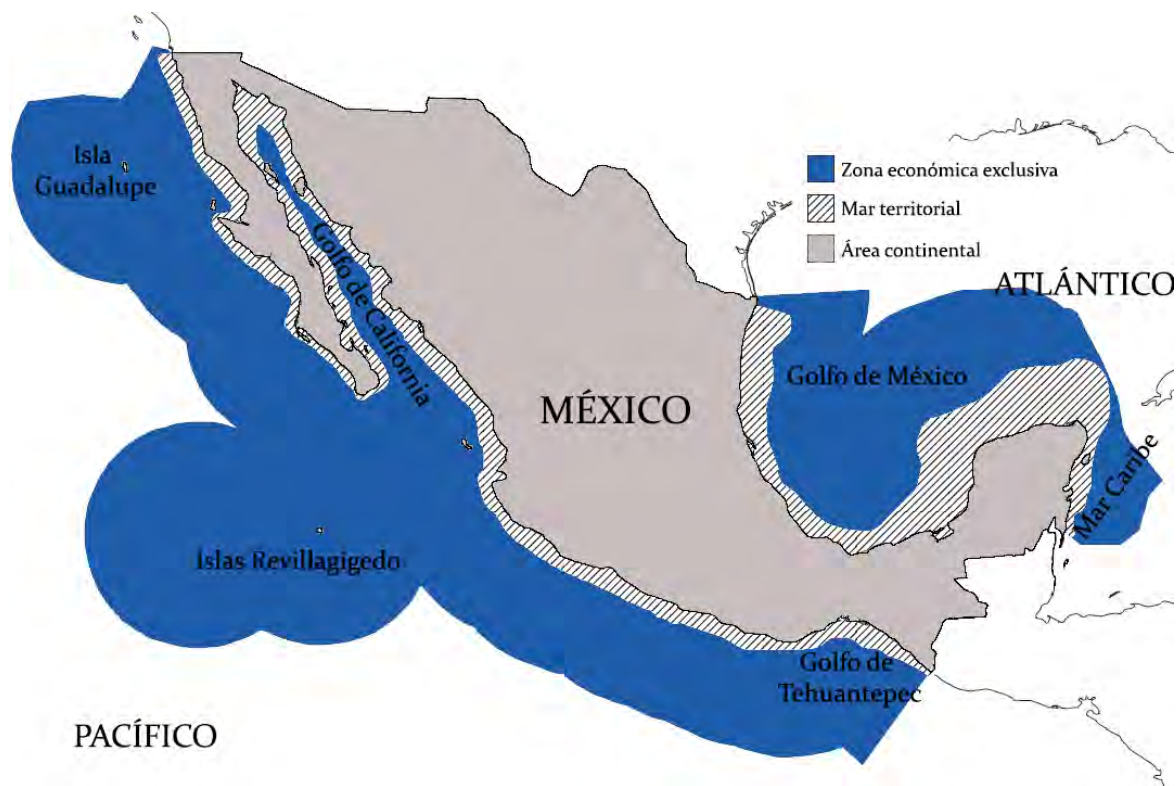 Isla
Guadalupe
Zona económica exclusiva
Mar territorial
Área continental
Golfo de California
ATLÁNTICO
Golfo de México
MÉXICO
Mar Caribe
Islas Revillagigedo
Golfo de
Tehuantepec
PACÍFICO